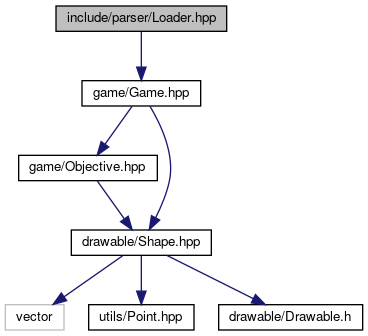 include/parser/Loader.hpp
game/Game.hpp
game/Objective.hpp
drawable/Shape.hpp
vector
utils/Point.hpp
drawable/Drawable.h